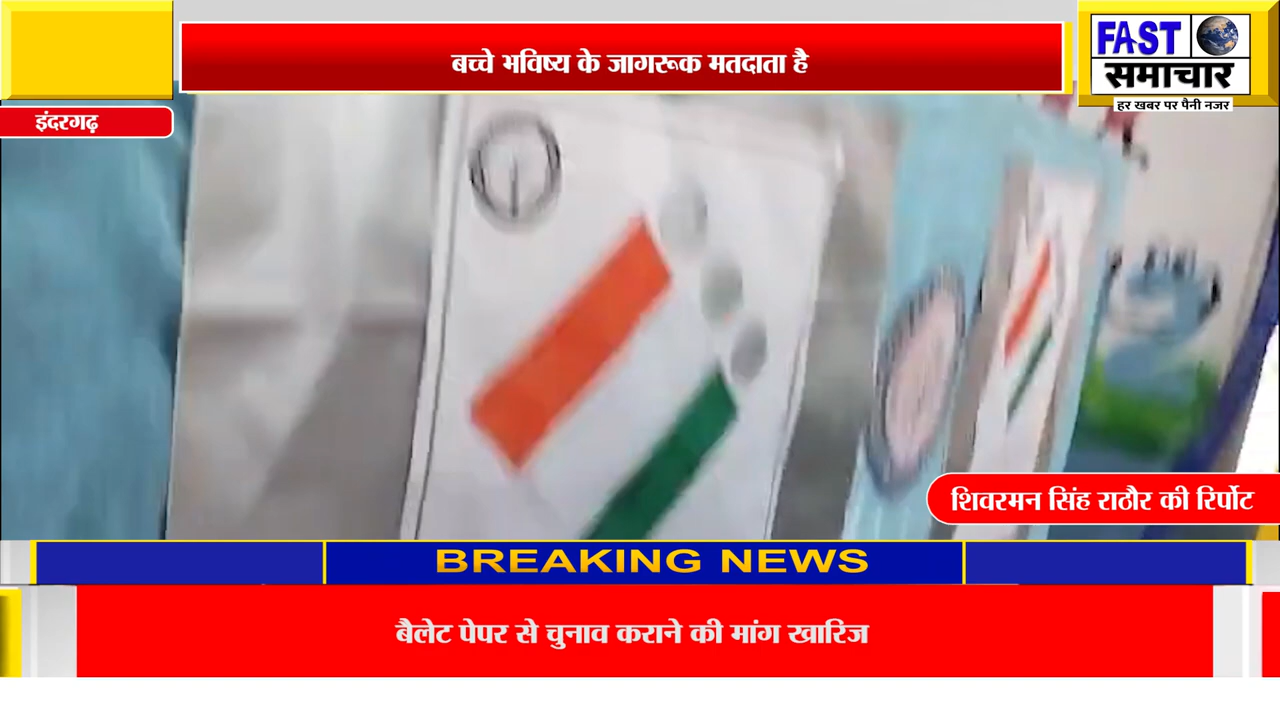 बच्चे भविष्य के जागरूक मतदाता है
FAST
समाचार
हर खबर पर पैनी नजर
इंदरगढ़
शिवरमन सिंह राठौर की रिर्पोट
BREAKING NEWS
बैलेट पेपर से चुनाव कराने की मांग खारिज